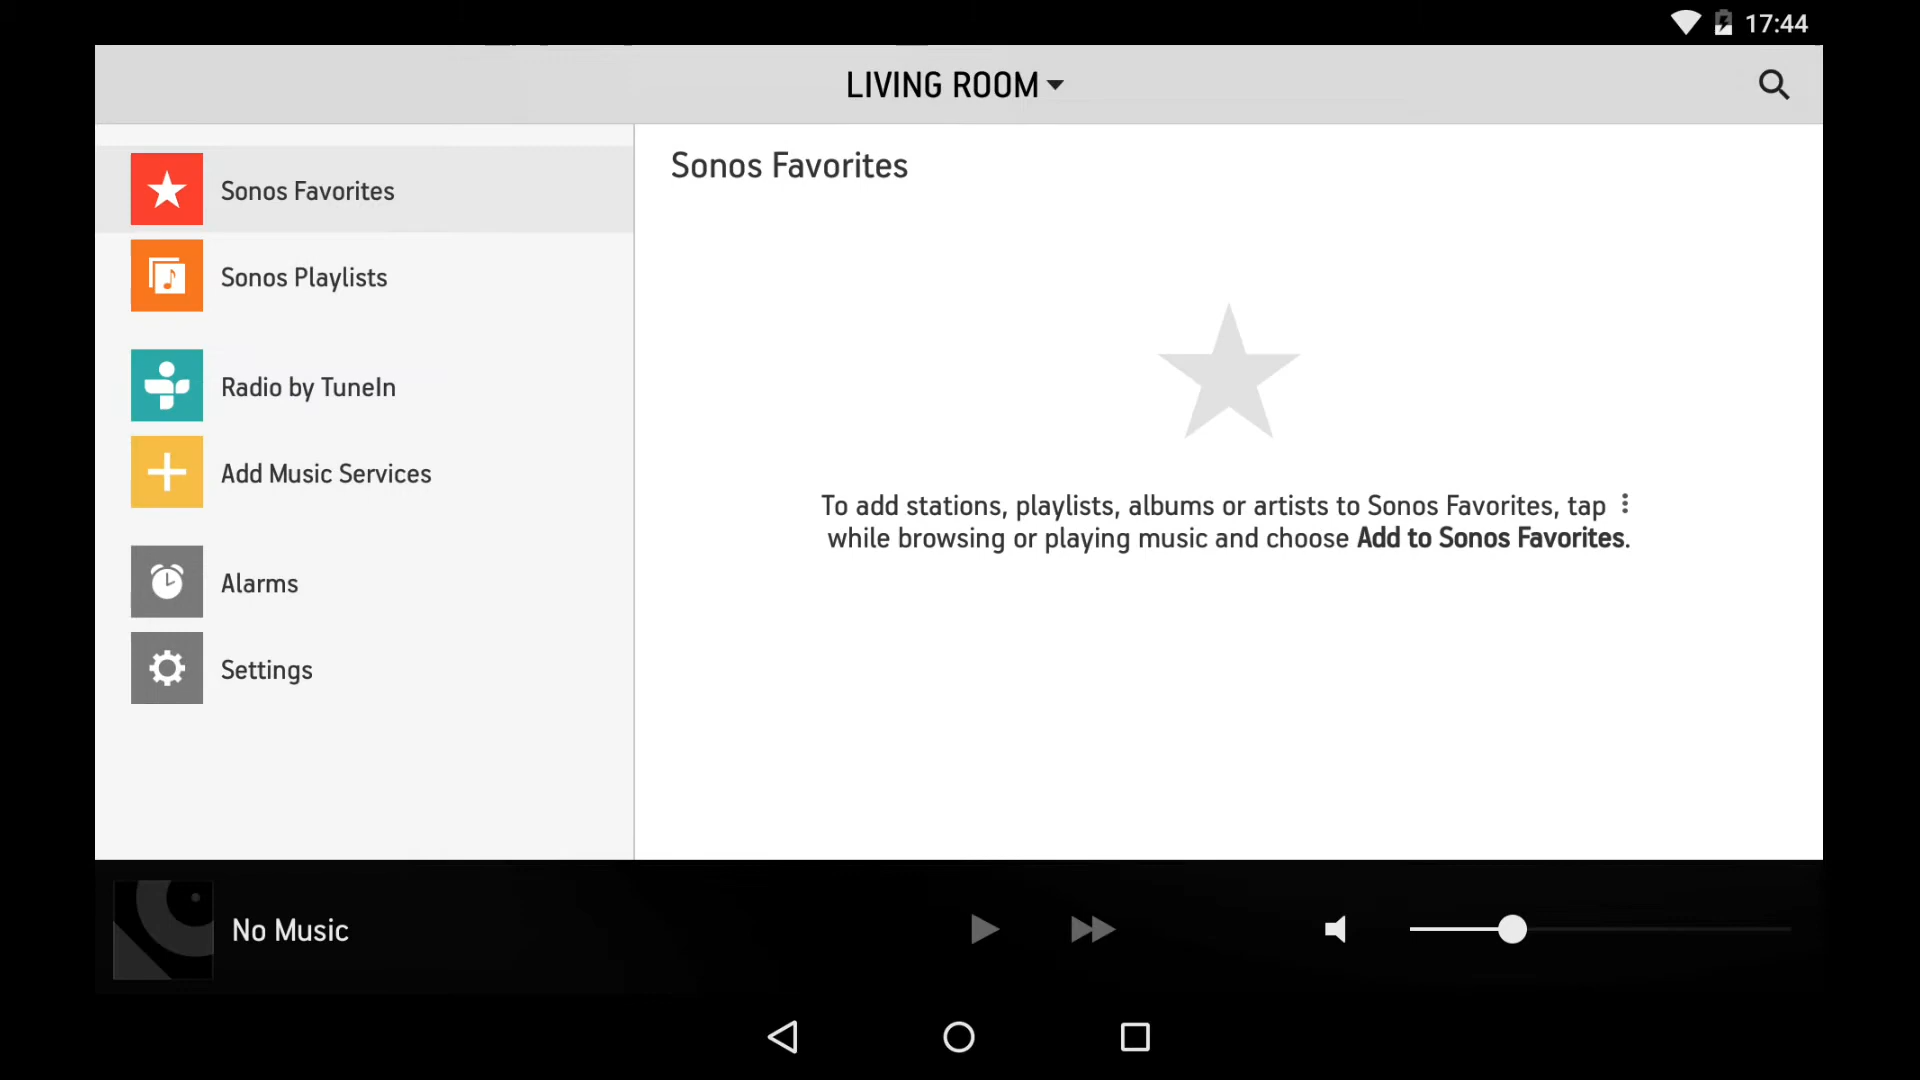 17:44
LIVING ROOM
Sonos Favorites
Sonos Playlists
Radio by TuneIn
Add Music Services
Alarms
Settings
Sonos Favorites
To add stations, playlists, albums or artists to Sonos Favorites, tap
while browsing or playing music and choose Add to Sonos Favorites.
No Music